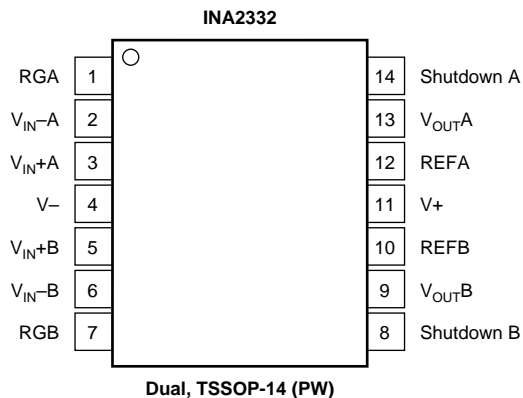 INA2332
RGA 1 14 Shutdown A
V_IN–A 2 13 V_OUTA
V_IN+A 3 12 REFA
V– 4 11 V+
V_IN+B 5 10 REFB
V_IN–B 6 9 V_OUTB
RGB 7 8 Shutdown B
Dual, TSSOP-14 (PW)